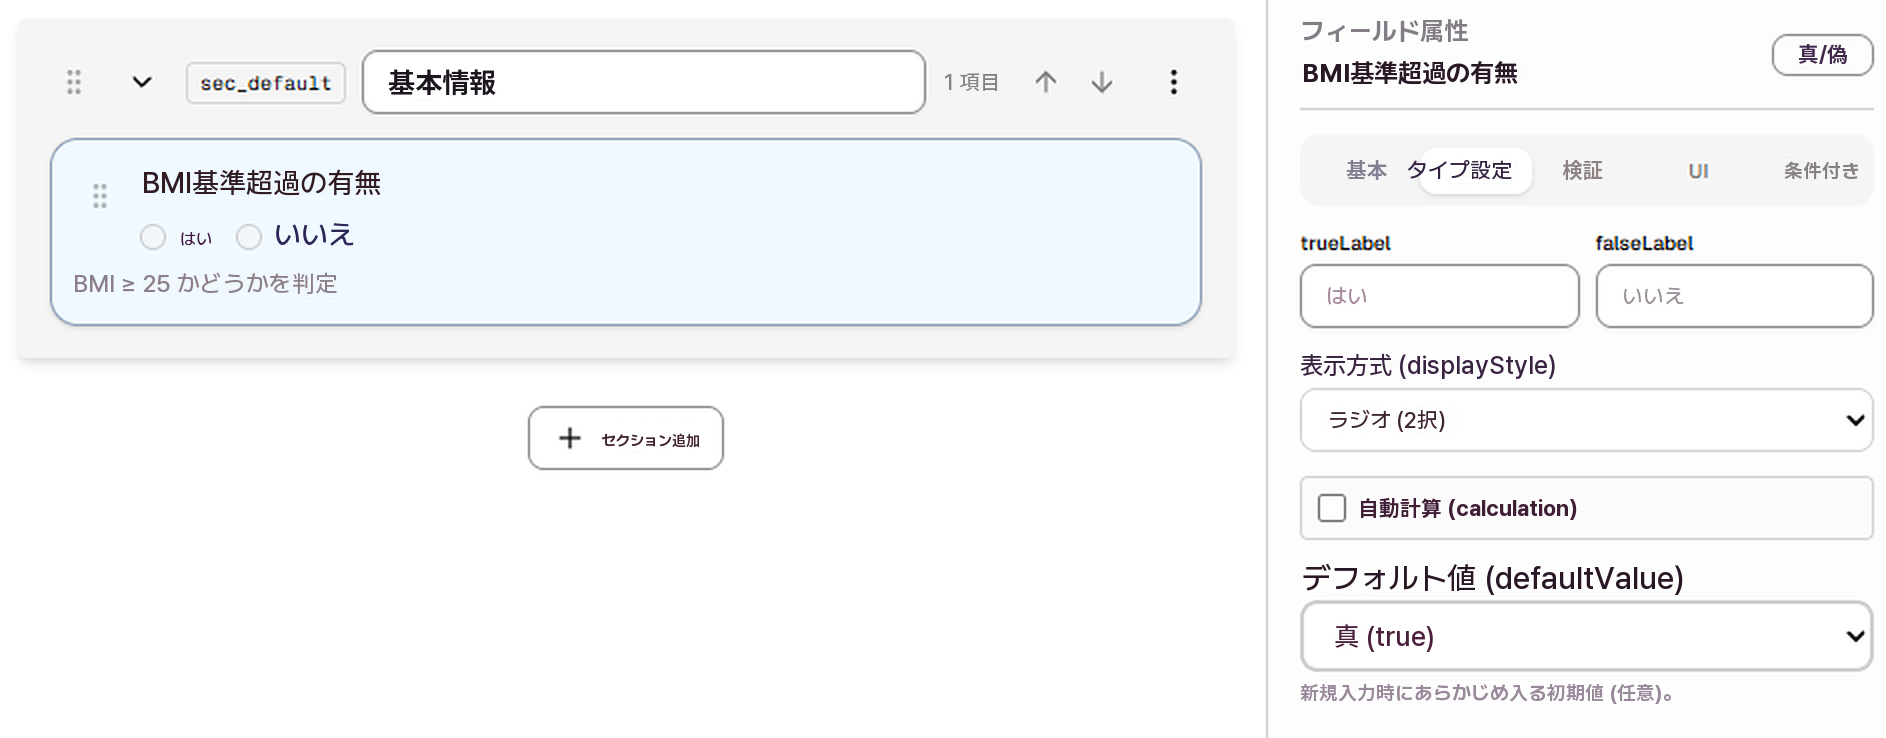 sec_default 基本情報 1 項目
BMI基準超過の有無
はい いいえ
BMI ≥ 25 かどうかを判定
セクション追加
フィールド属性
BMI基準超過の有無
真/偽
基本 タイプ設定 検証 UI 条件付き
trueLabel falseLabel
はい いいえ
表示方式 (displayStyle)
ラジオ (2択)
自動計算 (calculation)
デフォルト値 (defaultValue)
真 (true)
新規入力時にあらかじめ入る初期値 (任意)。